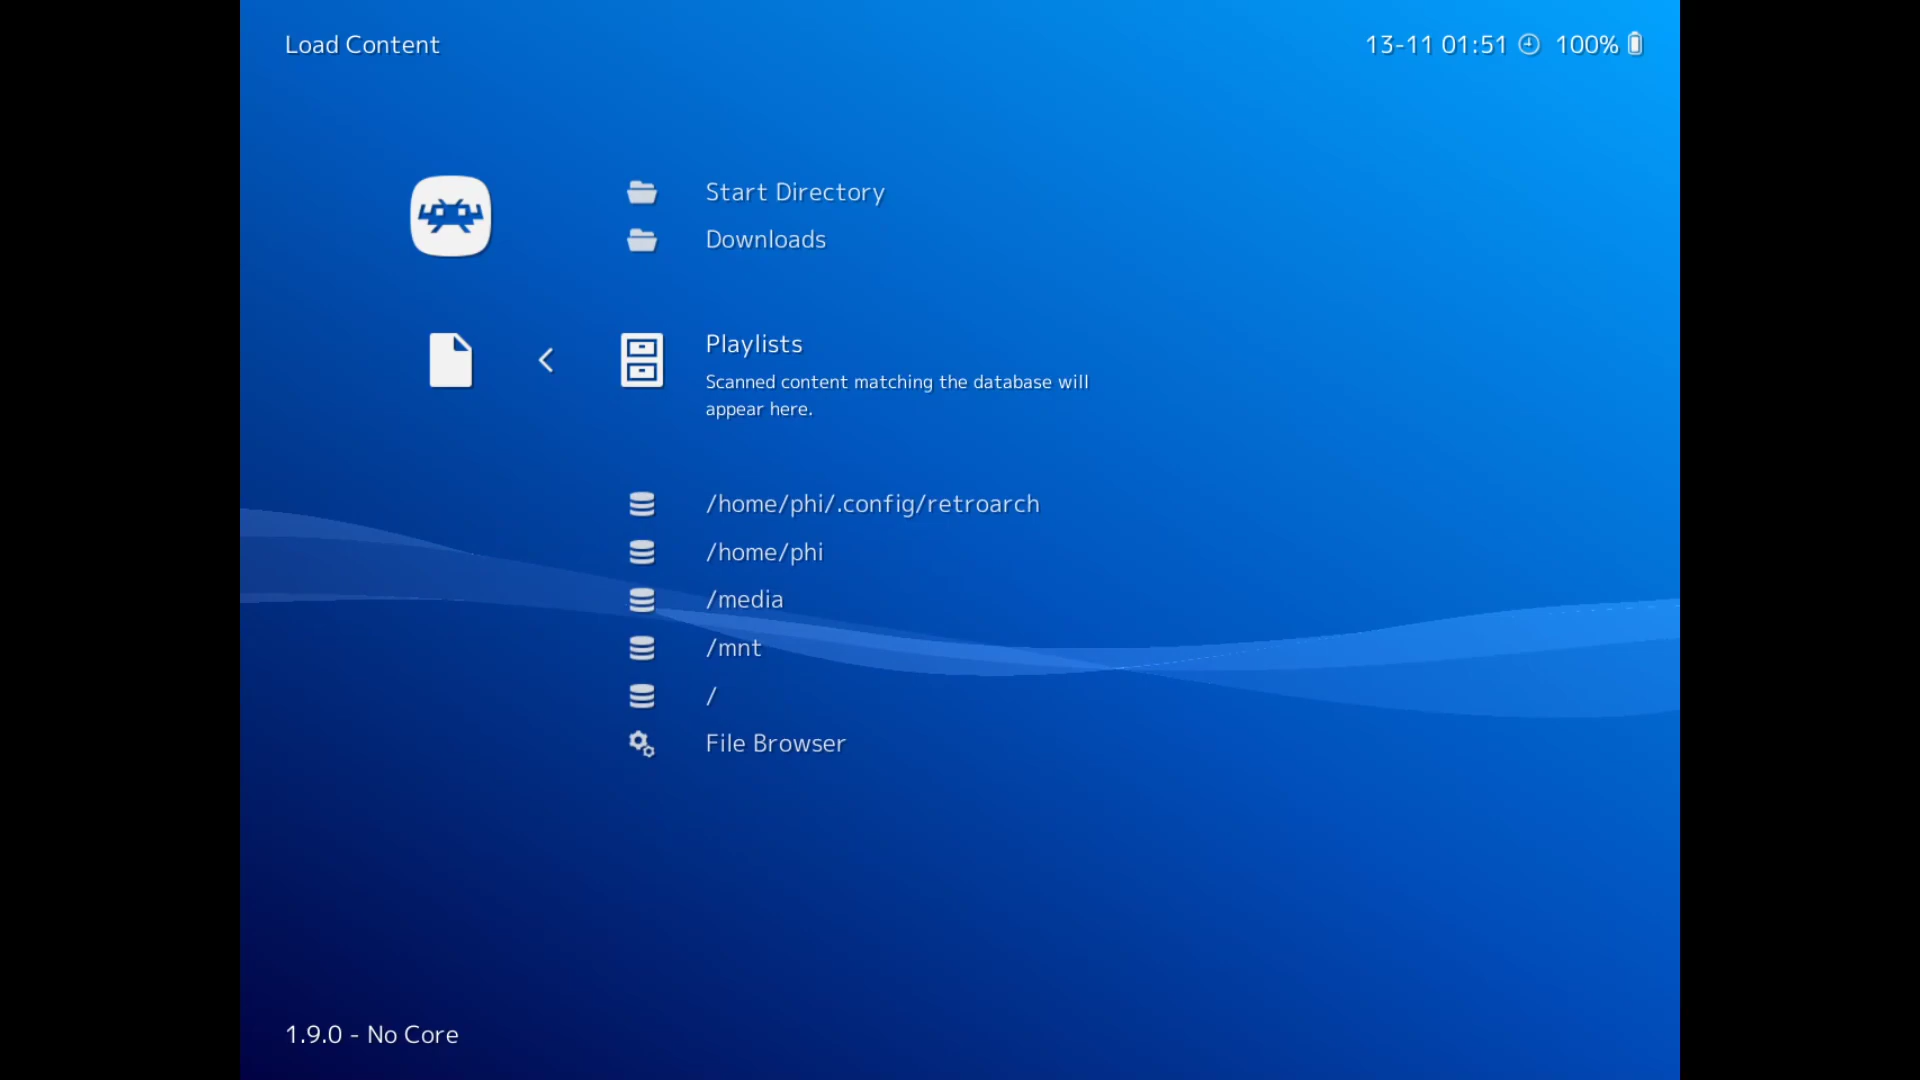 Load Content
13-11 01:51 100%
Start Directory
Downloads
Playlists
Scanned content matching the database will
appear here.
/home/phi/.config/retroarch
/home/phi
/media
/mnt
/
File Browser
1.9.0 - No Core